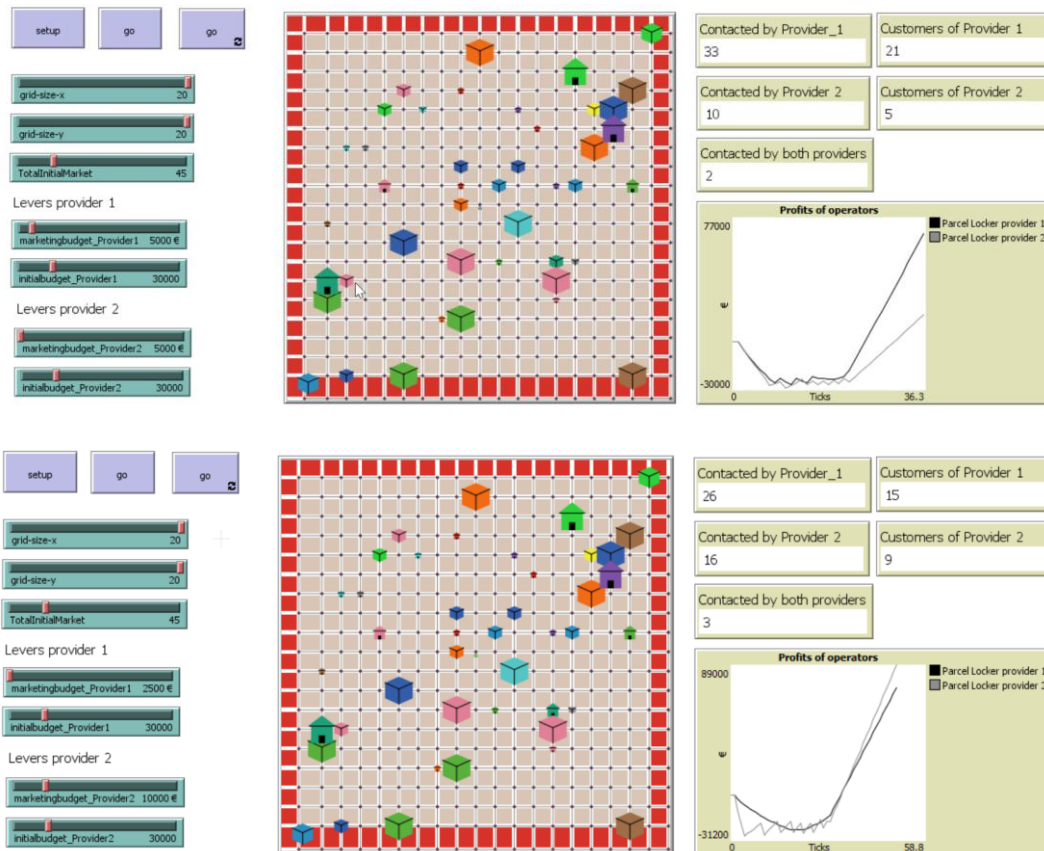 setup
go
go
grid-size-x 20
grid-size-y 20
TotalInitialMarket 45
Levers provider 1
marketingbudget_Provider1 5000 €
initialbudget_Provider1 30000
Levers provider 2
marketingbudget_Provider2 5000 €
initialbudget_Provider2 30000
Contacted by Provider_1
33
Customers of Provider 1
21
Contacted by Provider 2
10
Customers of Provider 2
5
Contacted by both providers
2
Profits of operators
77000
€
-30000
0
Ticks
36.3
Parcel Locker provider 1
Parcel Locker provider 2
setup
go
go
grid-size-x 20
grid-size-y 20
TotalInitialMarket 45
Levers provider 1
marketingbudget_Provider1 2500 €
initialbudget_Provider1 30000
Levers provider 2
marketingbudget_Provider2 10000 €
initialbudget_Provider2 30000
Contacted by Provider_1
26
Customers of Provider 1
15
Contacted by Provider 2
16
Customers of Provider 2
9
Contacted by both providers
3
Profits of operators
89000
€
-31200
0
Ticks
58.8
Parcel Locker provider 1
Parcel Locker provider 2